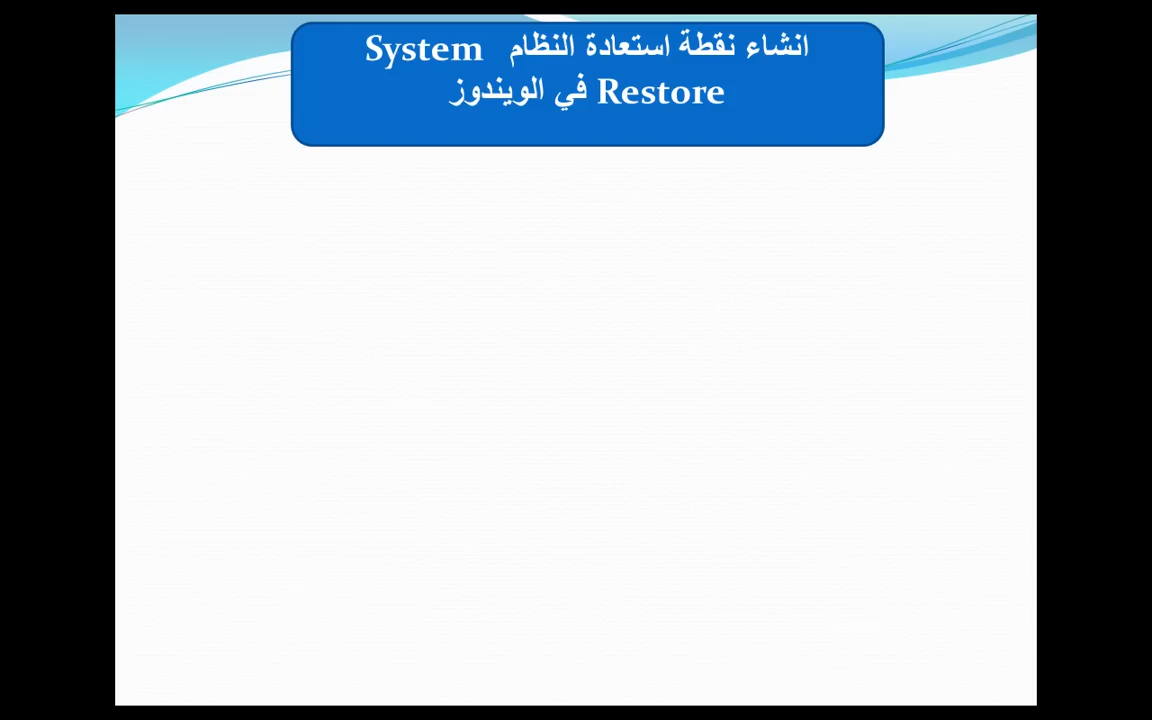 انشاء نقطة استعادة النظام System
Restore في الويندوز